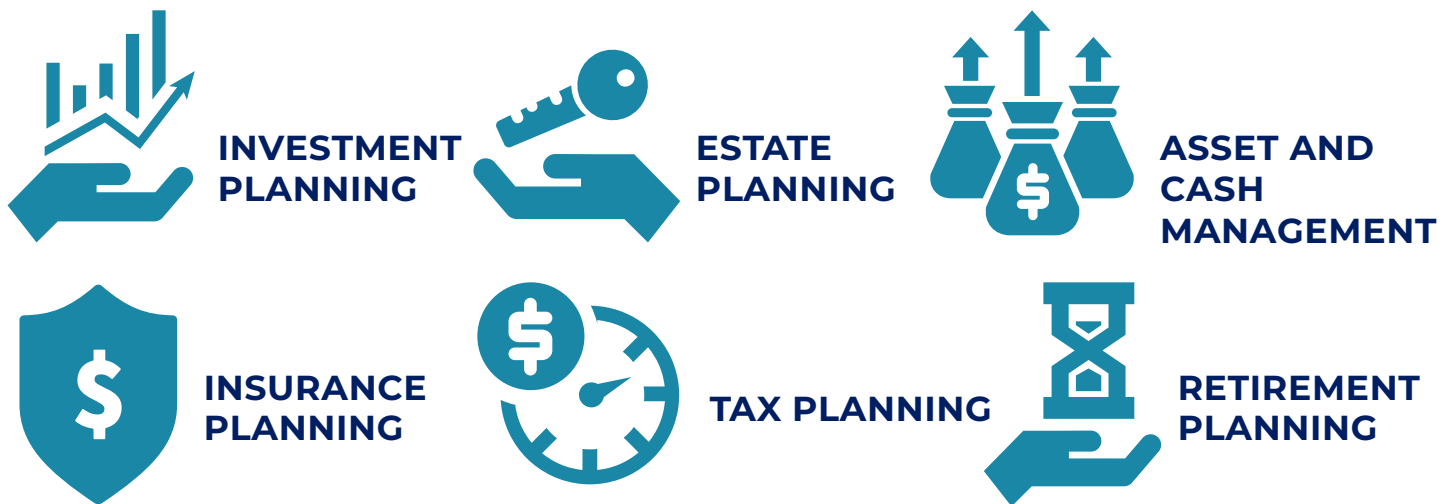 INVESTMENT
PLANNING
ESTATE
PLANNING
ASSET AND
CASH
MANAGEMENT
$
$
INSURANCE
PLANNING
$
TAX PLANNING
RETIREMENT
PLANNING